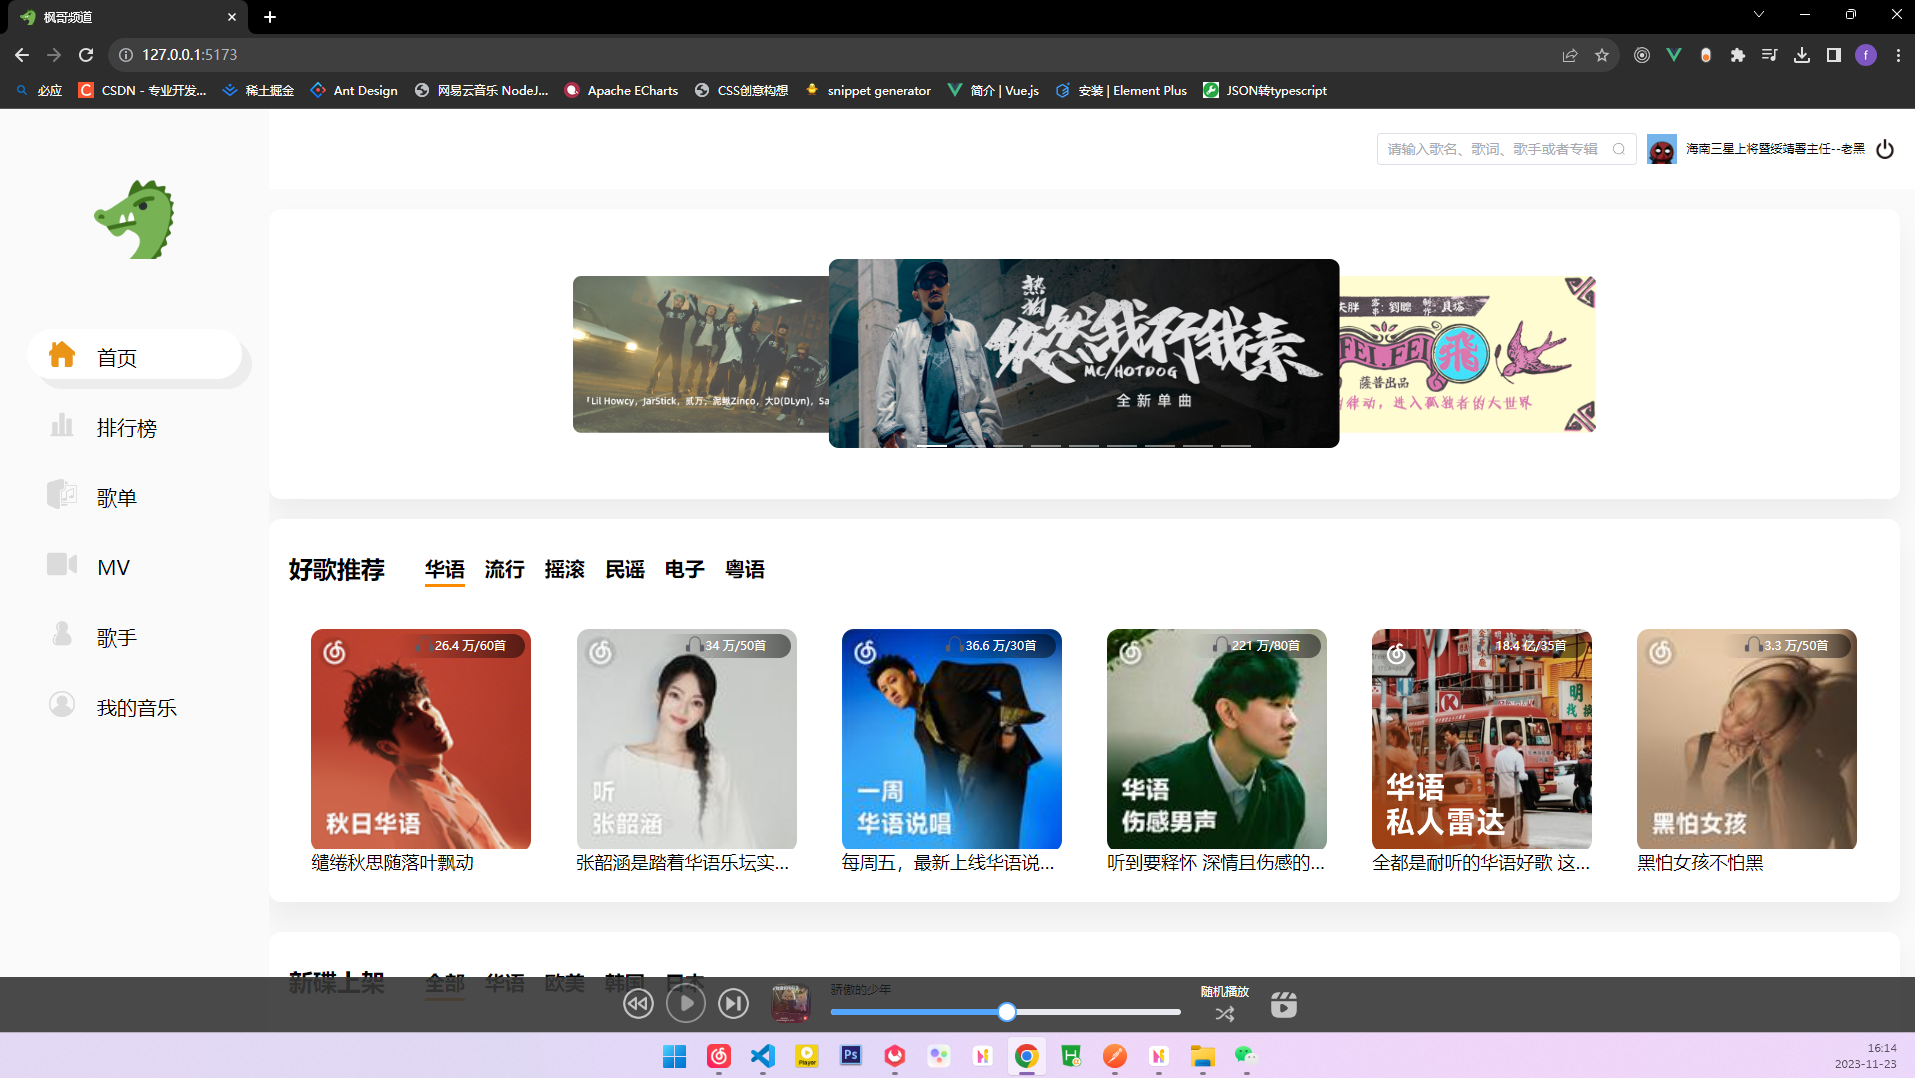 枫哥频道
127.0.0.1:5173
f
必应
CSDN - 专业开发...
稀土掘金
Ant Design
网易云音乐 NodeJ...
Apache ECharts
CSS创意构想
snippet generator
简介 | Vue.js
安装 | Element Plus
JSON转typescript
请输入歌名、歌词、歌手或者专辑
海南三星上将暨绥靖署主任--老黑
首页
排行榜
歌单
MV
歌手
我的音乐
「Lil Howcy，JarStick，贰万，泥鳅Zinco，大D(DLyn)，Sa
热狗
纵然我行我素
MC/HOTDOG
全新单曲
FEI.FEI
飛
薩普出品
律动，进入孤独者的大世界
好歌推荐
华语 流行 摇滚 民谣 电子 粤语
26.4 万/60首
秋日华语
缱绻秋思随落叶飘动
34 万/50首
听
张韶涵
张韶涵是踏着华语乐坛实...
36.6 万/30首
一周
华语说唱
每周五，最新上线华语说...
221 万/80首
华语
伤感男声
听到要释怀 深情且伤感的...
18.4 亿/35首
华语
私人雷达
全都是耐听的华语好歌 这...
3.3 万/50首
黑怕女孩
黑怕女孩不怕黑
新碟上架
全部 华语 欧美 韩国 日本
骄傲的少年
随机播放
Ps
Player
16:14
2023-11-23